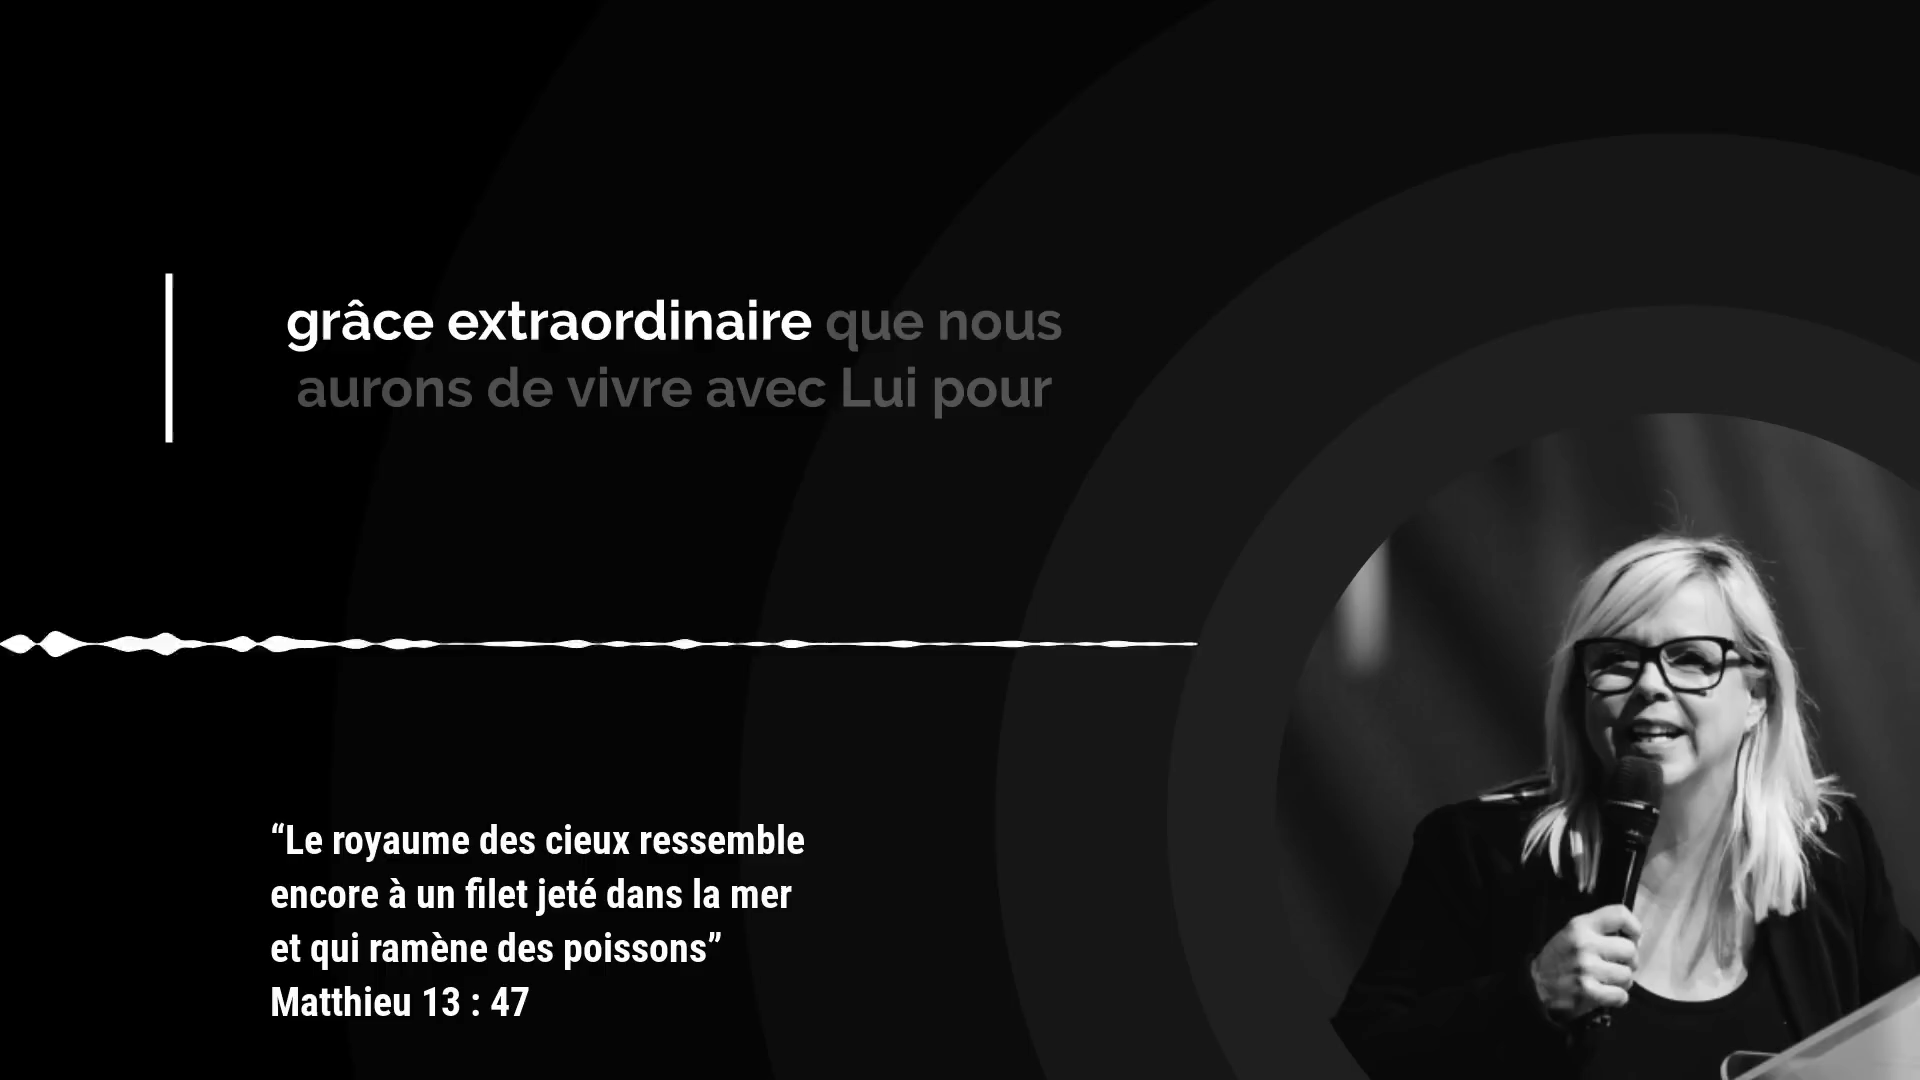 grâce extraordinaire que nous
aurons de vivre avec Lui pour
“Le royaume des cieux ressemble
encore à un filet jeté dans la mer
et qui ramène des poissons”
Matthieu 13 : 47